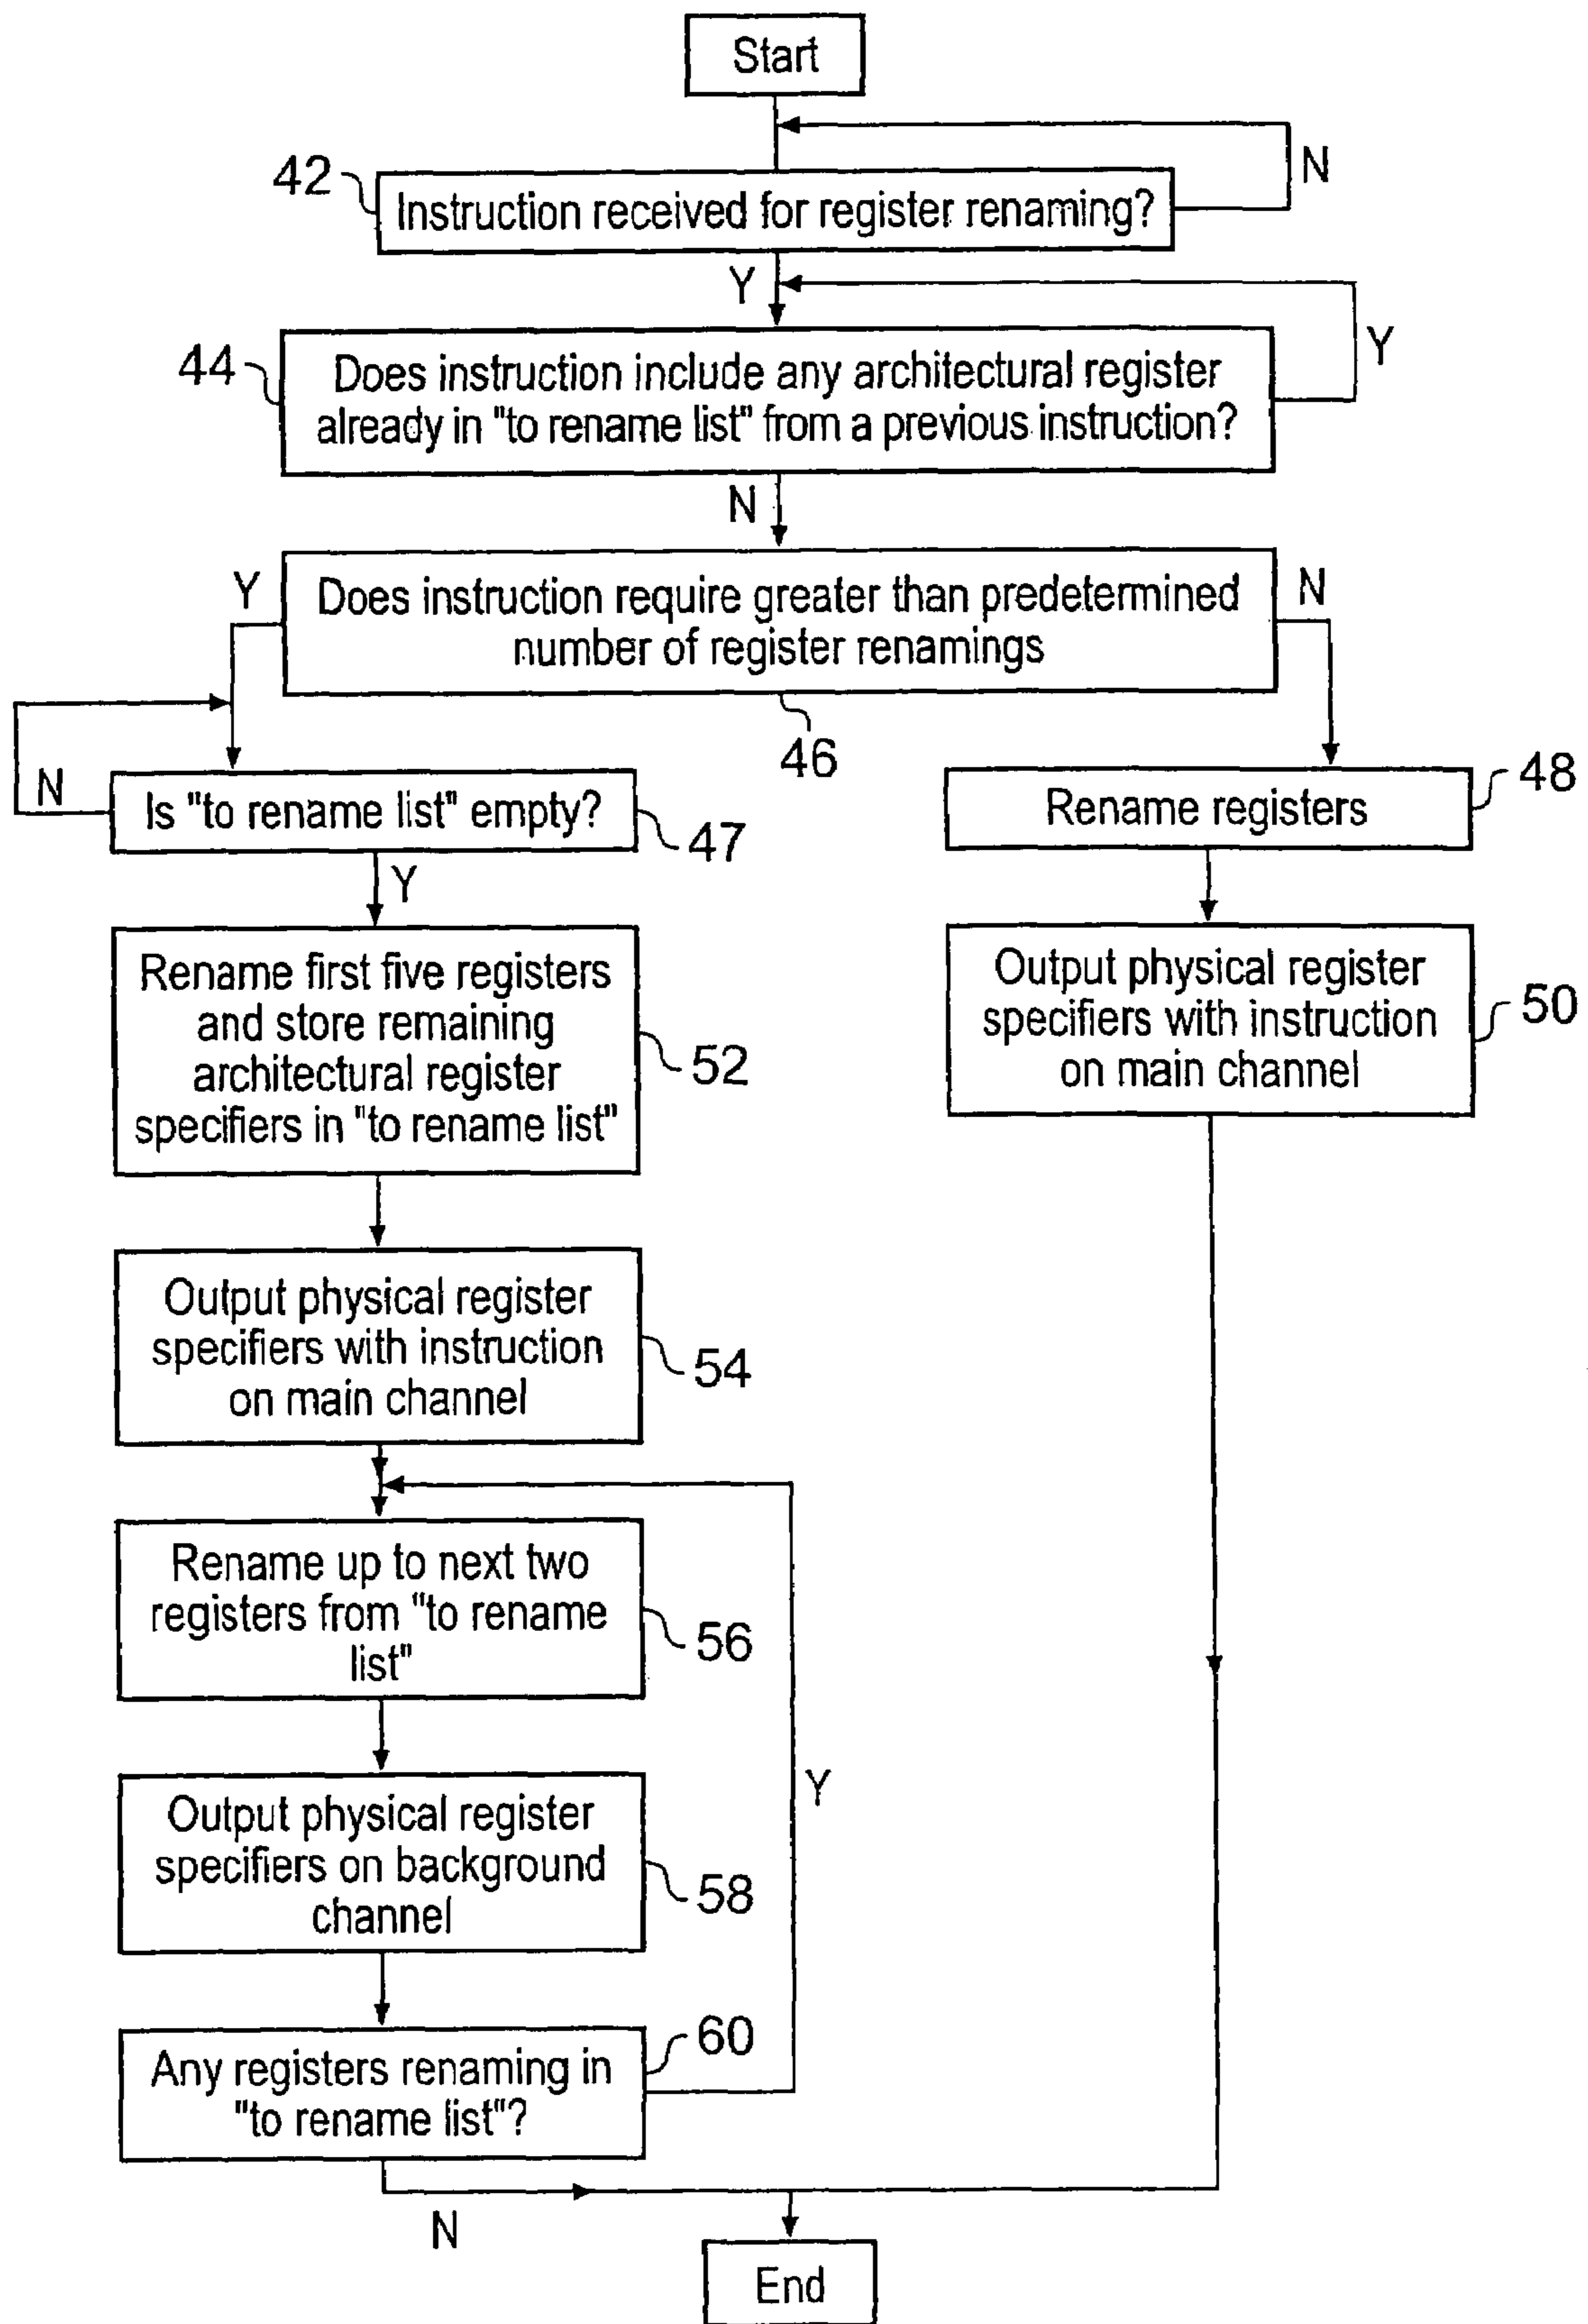 Start
N
42
Instruction received for register renaming?
Y
Y
44
Does instruction include any architectural register
already in "to rename list" from a previous instruction?
N
Y
Does instruction require greater than predetermined
number of register renamings
N
46
N
Is "to rename list" empty?
47
Rename registers
48
Y
Rename first five registers
and store remaining
architectural register
specifiers in "to rename list"
52
Output physical register
specifiers with instruction
on main channel
50
Output physical register
specifiers with instruction
on main channel
54
Rename up to next two
registers from "to rename
list"
56
Y
Output physical register
specifiers on background
channel
58
Any registers renaming in
"to rename list"?
60
N
End